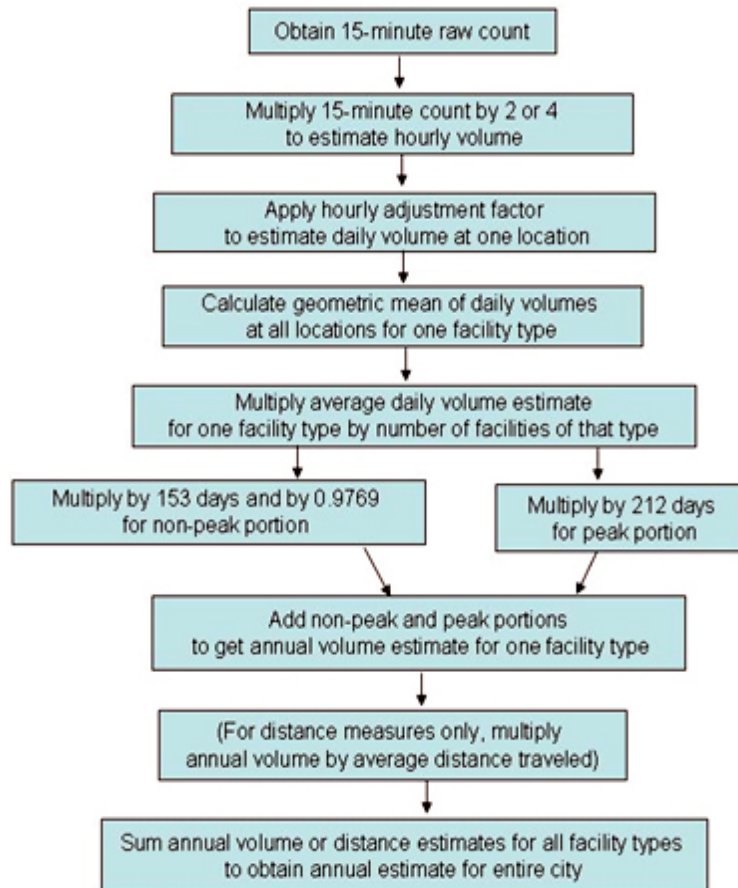 Obtain 15-minute raw count
Multiply 15-minute count by 2 or 4
to estimate hourly volume
Apply hourly adjustment factor
to estimate daily volume at one location
Calculate geometric mean of daily volumes
at all locations for one facility type
Multiply average daily volume estimate
for one facility type by number of facilities of that type
Multiply by 153 days and by 0.9769
for non-peak portion
Multiply by 212 days
for peak portion
Add non-peak and peak portions
to get annual volume estimate for one facility type
(For distance measures only, multiply
annual volume by average distance traveled)
Sum annual volume or distance estimates for all facility types
to obtain annual estimate for entire city